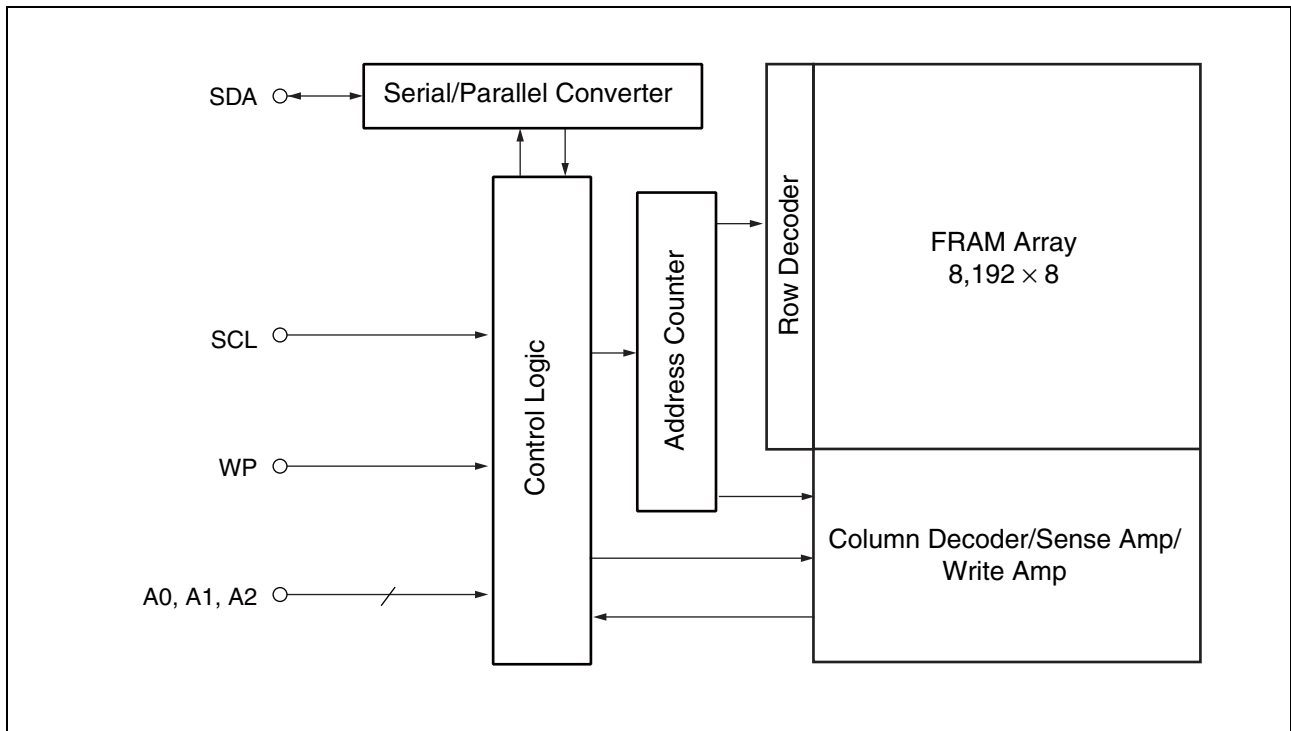 SDA
Serial/Parallel Converter
SCL
WP
A0, A1, A2
Control Logic
Address Counter
Row Decoder
FRAM Array
8,192 × 8
Column Decoder/Sense Amp/
Write Amp